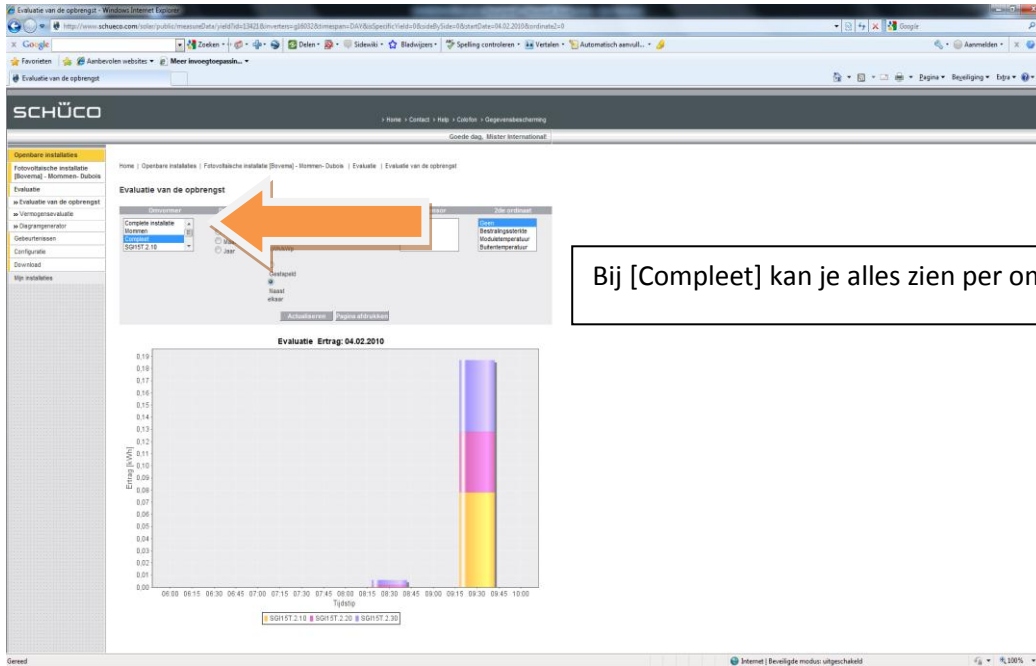 Evaluatie van de opbrengst - Windows Internet Explorer
Google
Zoeken
Delen
Sidewiki
Bladwijzers
Spelling controleren
Vertalen
Automatisch aanvull...
Aanmelden
Favorieten
Aanbevolen websites
Meer invoegtoepassin...
Evaluatie van de opbrengst
Pagina
Beveiliging
Extra
SCHÜCO
› Home › Contact › Help › Colofon › Gegevensbescherming
Goede dag, Mister International!
Openbare installaties
Fotovoltaïsche installatie
[Bovema] - Mommen- Dubois
Evaluatie
» Evaluatie van de opbrengst
» Vermogensevaluatie
» Diagramgenerator
Gebeurtenissen
Configuratie
Download
Mijn installaties
Home | Openbare installaties | Fotovoltaïsche installatie [Bovema] - Mommen- Dubois | Evaluatie | Evaluatie van de opbrengst
Evaluatie van de opbrengst
Omvormer
2de ordinaat
Complete installatie
Mommen
Compleet
SGI15T.2.10
Jaar
Geen
Bestralingssterkte
Moduletemperatuur
Buitentemperatuur
Gestapeld
Naast
elkaar
Actualiseren
Pagina afdrukken
Bij [Compleet] kan je alles zien per on
Evaluatie Ertrag: 04.02.2010
Ertrag [kWh]
0,19
0,18
0,17
0,16
0,15
0,14
0,13
0,12
0,11
0,10
0,09
0,08
0,07
0,06
0,05
0,04
0,03
0,02
0,01
0,00
06:00 06:15 06:30 06:45 07:00 07:15 07:30 07:45 08:00 08:15 08:30 08:45 09:00 09:15 09:30 09:45 10:00
Tijdstip
SGI15T.2.10 SGI15T.2.20 SGI15T.2.30
Gereed
Internet | Beveiligde modus: uitgeschakeld
100%